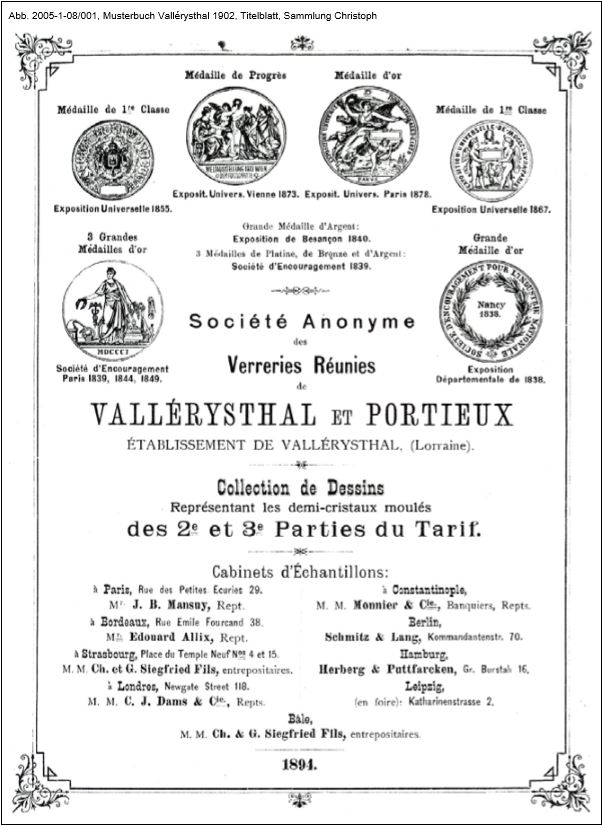 Abb. 2005-1-08/001, Musterbuch Vallérysthal 1902, Titelblatt, Sammlung Christoph
Médaille de Progrès
Médaille d'or
Médaille de 1re Classe
Médaille de 1re Classe
WELTAUSSTELLUNG 1873 WIEN
Exposit. Univers. Vienne 1873.
Exposit. Univers. Paris 1878.
Exposition Universelle 1855.
Exposition Universelle 1867.
Grande Médaille d'Argent:
Exposition de Besançon 1840.
3 Médailles de Platine, de Brọnze et d'Argent:
Société d'Encouragement 1839.
3 Grandes
Médailles d'or
MDCCCI
Société d'Encouragement
Paris 1839, 1844, 1849.
Grande
Médaille d'or
SOCIÉTÉ D'ENCOURAGEMENT POUR L'INDUSTRIE NATIONALE
Nancy
1838.
Exposition
Départementale de 1838.
Société Anonyme
des
Verreries Réunies
de
VALLÉRYSTHAL ET PORTIEUX
ÉTABLISSEMENT DE VALLÉRYSTHAL, (Lorraine).
Collection de Dessins
Représentant les demi-cristaux moulés
des 2e et 3e Parties du Tarif.
Cabinets d'Échantillons:
à Paris, Rue des Petites Ecuries 29.
Mr. J. B. Mansuy, Rept.
à Bordeaux, Rue Emile Fourcand 38.
Mr. Edouard Allix, Rept.
à Strasbourg, Place du Temple Neuf Nos 4 et 15.
M. M. Ch. et G. Siegfried Fils, entrepositaires.
à Londres, Newgate Street 118.
M. M. C. J. Dams & Cie., Repts.
à Constantinople,
M. M. Monnier & Cie., Banquiers, Repts.
Berlin,
Schmitz & Lang, Kommandantenstr. 70.
Hamburg,
Herberg & Puttfarcken, Gr. Burstah 16.
Leipzig,
(en foire): Katharinenstrasse 2.
Bâle,
M. M. Ch. & G. Siegfried Fils, entrepositaires.
1894.